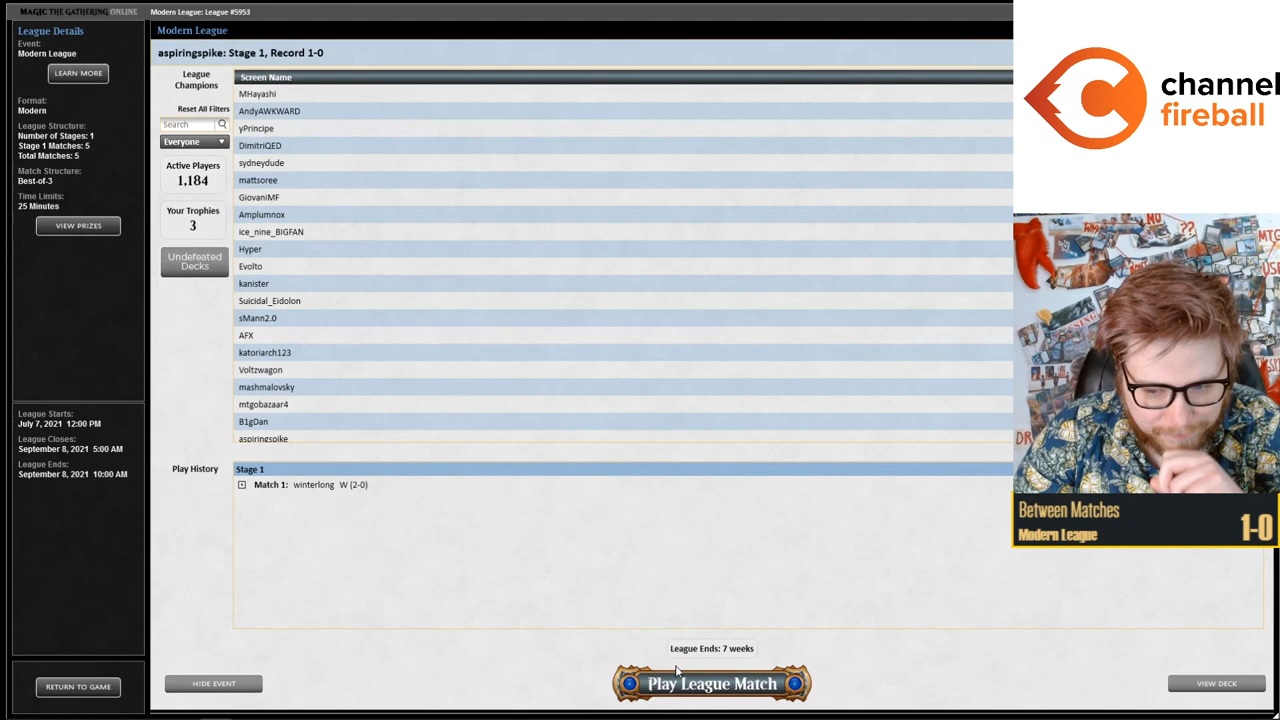 MAGIC THE GATHERING ONLINE
Modern League: League #5953
League Details
Event:
Modern League
LEARN MORE
Format:
Modern
League Structure:
Number of Stages: 1
Stage 1 Matches: 5
Total Matches: 5
Match Structure:
Best-of-3
Time Limits:
25 Minutes
VIEW PRIZES
League Starts:
July 7, 2021 12:00 PM
League Closes:
September 8, 2021 5:00 AM
League Ends:
September 8, 2021 10:00 AM
RETURN TO GAME
Modern League
aspiringspike: Stage 1, Record 1-0
League
Champions
Reset All Filters
Search
Everyone
Active Players
1,184
Your Trophies
3
Undefeated
Decks
Screen Name
MHayashi
AndyAWKWARD
yPrincipe
DimitriQED
sydneydude
mattsoree
GiovaniMF
Amplumnox
ice_nine_BIGFAN
Hyper
Evolto
kanister
Suicidal_Eidolon
sMann2.0
AFX
katoriarch123
Voltzwagon
mashmalovsky
mtgobazaar4
B1gDan
aspiringspike
Play History
Stage 1
Match 1: winterlong W (2-0)
League Ends: 7 weeks
HIDE EVENT
Play League Match
VIEW DECK
channel
fireball
NO
??
MTG
Between Matches
Modern League
1-0